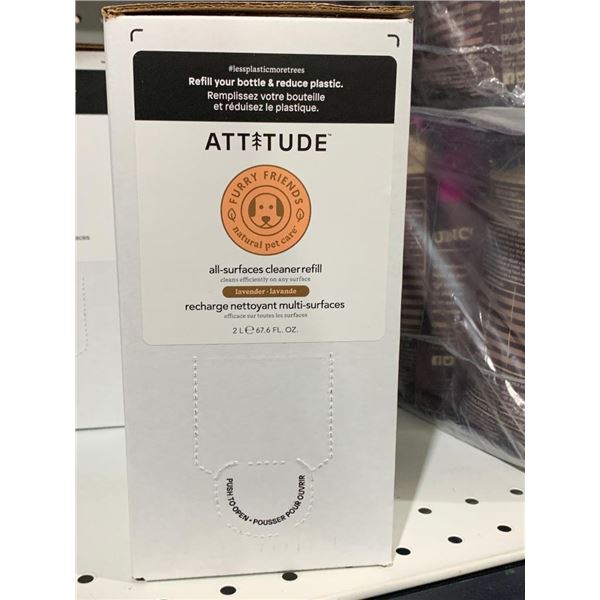 #lessplasticmoretrees
Refill your bottle & reduce plastic.
Remplissez votre bouteille
et réduisez le plastique.
ATTITUDE™
FURRY FRIENDS
natural pet care
all-surfaces cleaner refill
cleans efficiently on any surface
lavender · lavande
recharge nettoyant multi-surfaces
efficace sur toutes les surfaces
2 L ℮ 67.6 FL. OZ.
PUSH TO OPEN • POUSSER POUR OUVRIR